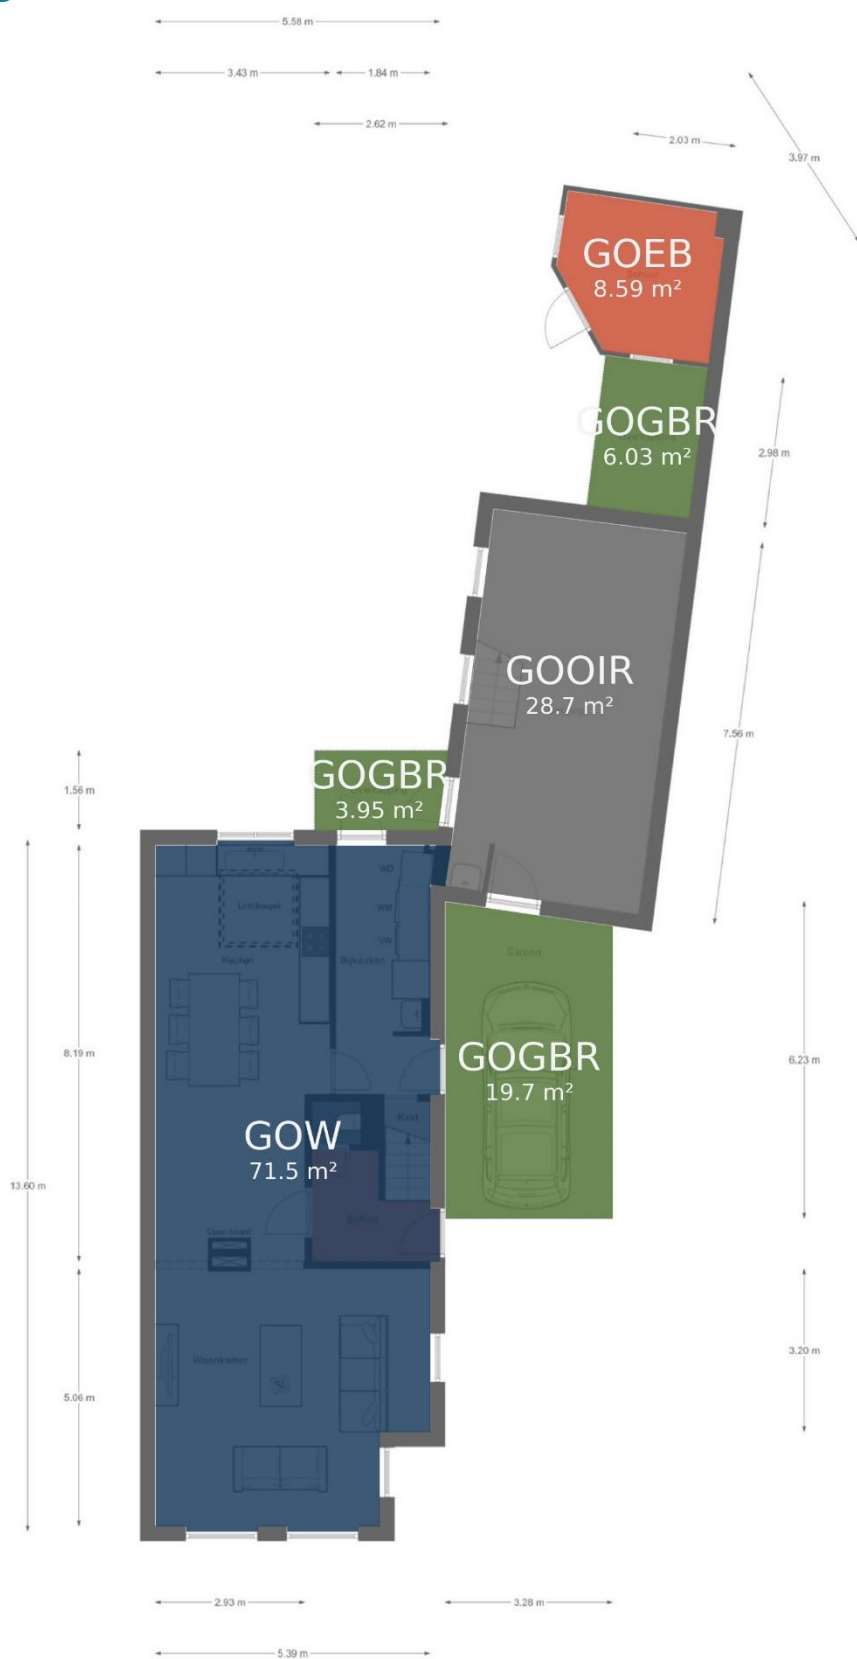 5.58 m
3.43 m
1.84 m
2.62 m
2.03 m
3.97 m
GOEB
8.59 m²
GOGBR
6.03 m²
2.98 m
GOOIR
28.7 m²
7.56 m
GOGBR
3.95 m²
1.56 m
WD
Lichtkoepel
WM
VW
Keuken
Bijkeuken
Carport
8.19 m
GOGBR
19.7 m²
6.23 m
Kast
GOW
71.5 m²
13.60 m
Entree
Open haard
Woonkamer
3.20 m
5.06 m
2.93 m
3.28 m
5.39 m